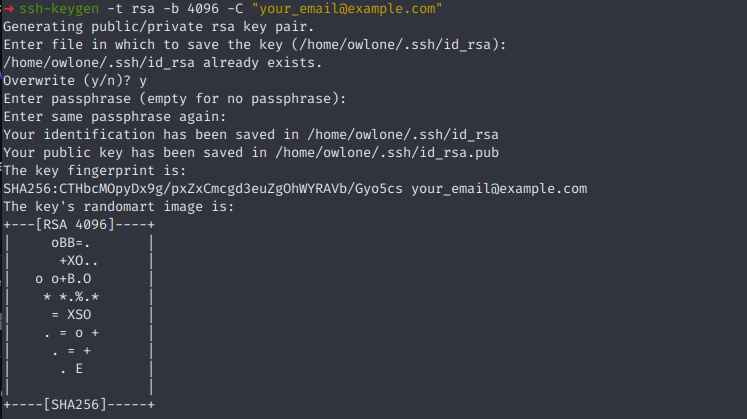 → ssh-keygen -t rsa -b 4096 -C "your_email@example.com"
Generating public/private rsa key pair.
Enter file in which to save the key (/home/owlone/.ssh/id_rsa):
/home/owlone/.ssh/id_rsa already exists.
Overwrite (y/n)? y
Enter passphrase (empty for no passphrase):
Enter same passphrase again:
Your identification has been saved in /home/owlone/.ssh/id_rsa
Your public key has been saved in /home/owlone/.ssh/id_rsa.pub
The key fingerprint is:
SHA256:CTHbcMOpyDx9g/pxZxCmcgd3euZgOhWYRAVb/Gyo5cs your_email@example.com
The key's randomart image is:
+---[RSA 4096]----+
|     oBB=.       |
|      +XO..      |
|   o o+B.O       |
|    * *.%.*      |
|     = XSO       |
|    . = o +      |
|     . = +       |
|      . E        |
|                 |
+----[SHA256]-----+